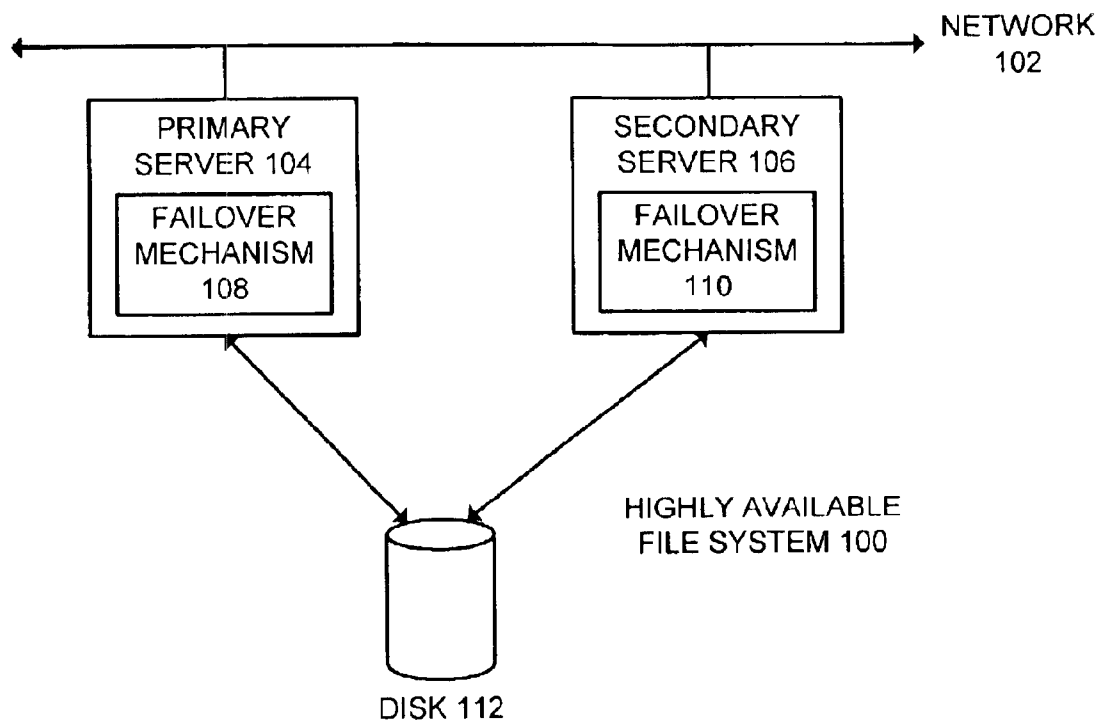 NETWORK
102
PRIMARY
SERVER 104
FAILOVER
MECHANISM
108
SECONDARY
SERVER 106
FAILOVER
MECHANISM
110
HIGHLY AVAILABLE
FILE SYSTEM 100
DISK 112